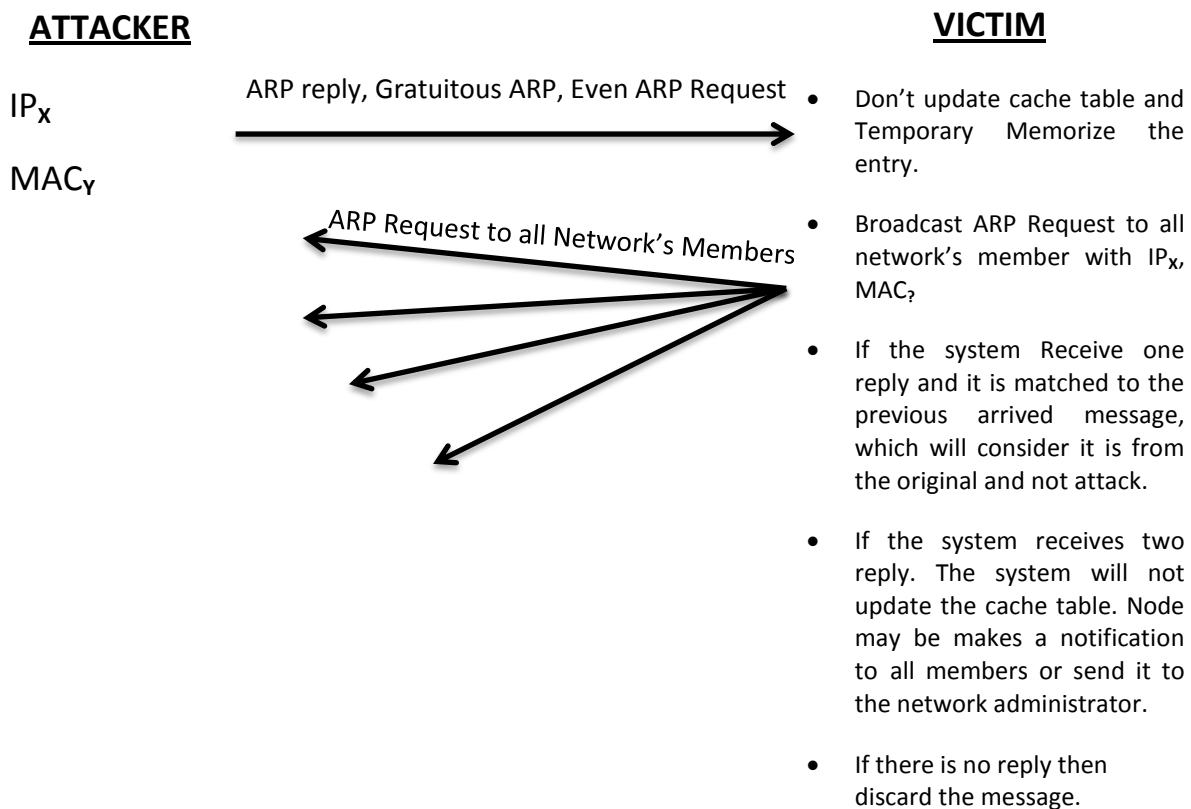 ATTACKER
VICTIM
IPX
MACY
ARP reply, Gratuitous ARP, Even ARP Request
ARP Request to all Network’s Members
• Don’t update cache table and
Temporary Memorize the
entry.
• Broadcast ARP Request to all
network’s member with IPX,
MAC?
• If the system Receive one
reply and it is matched to the
previous arrived message,
which will consider it is from
the original and not attack.
• If the system receives two
reply. The system will not
update the cache table. Node
may be makes a notification
to all members or send it to
the network administrator.
• If there is no reply then
discard the message.